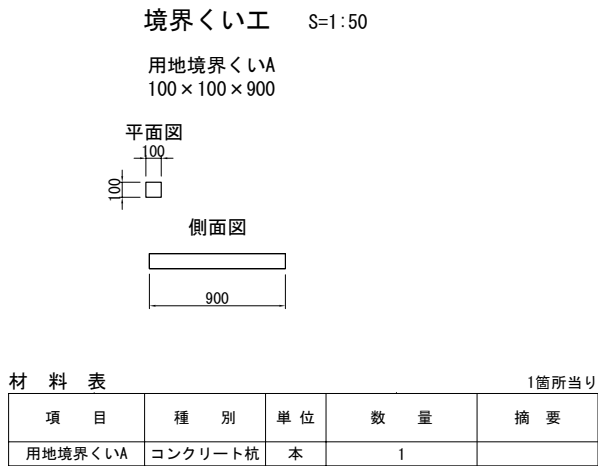 境界くい工 S=1:50
用地境界くいA
100×100×900
平面図
100
100
側面図
900
材 料 表 1箇所当り
項 目 種 別 単 位 数 量 摘 要
用地境界くいA コンクリート杭 本 1